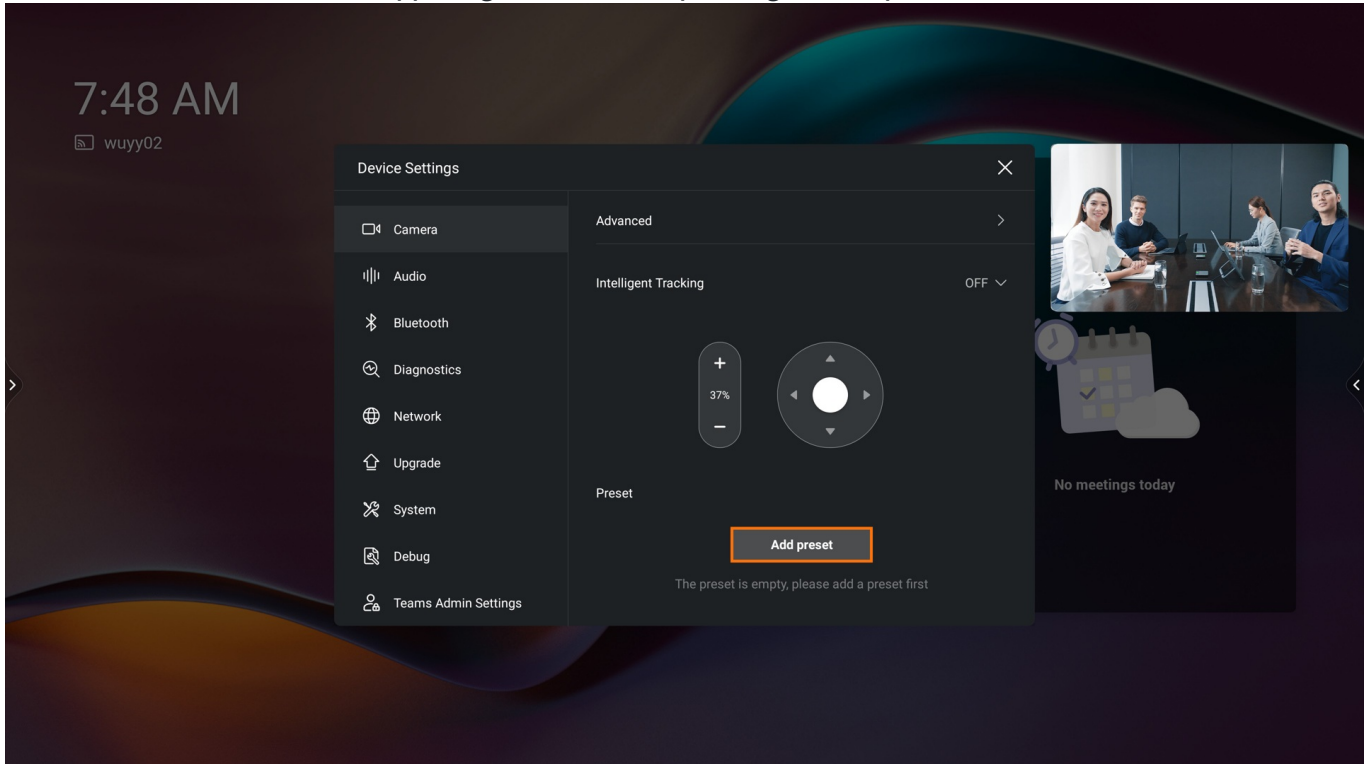 7:48 AM
wuyy02
Device Settings
Camera
Audio
Bluetooth
Diagnostics
Network
Upgrade
System
Debug
Teams Admin Settings
Advanced
Intelligent Tracking
OFF
+
37%
−
Preset
Add preset
The preset is empty, please add a preset first
No meetings today